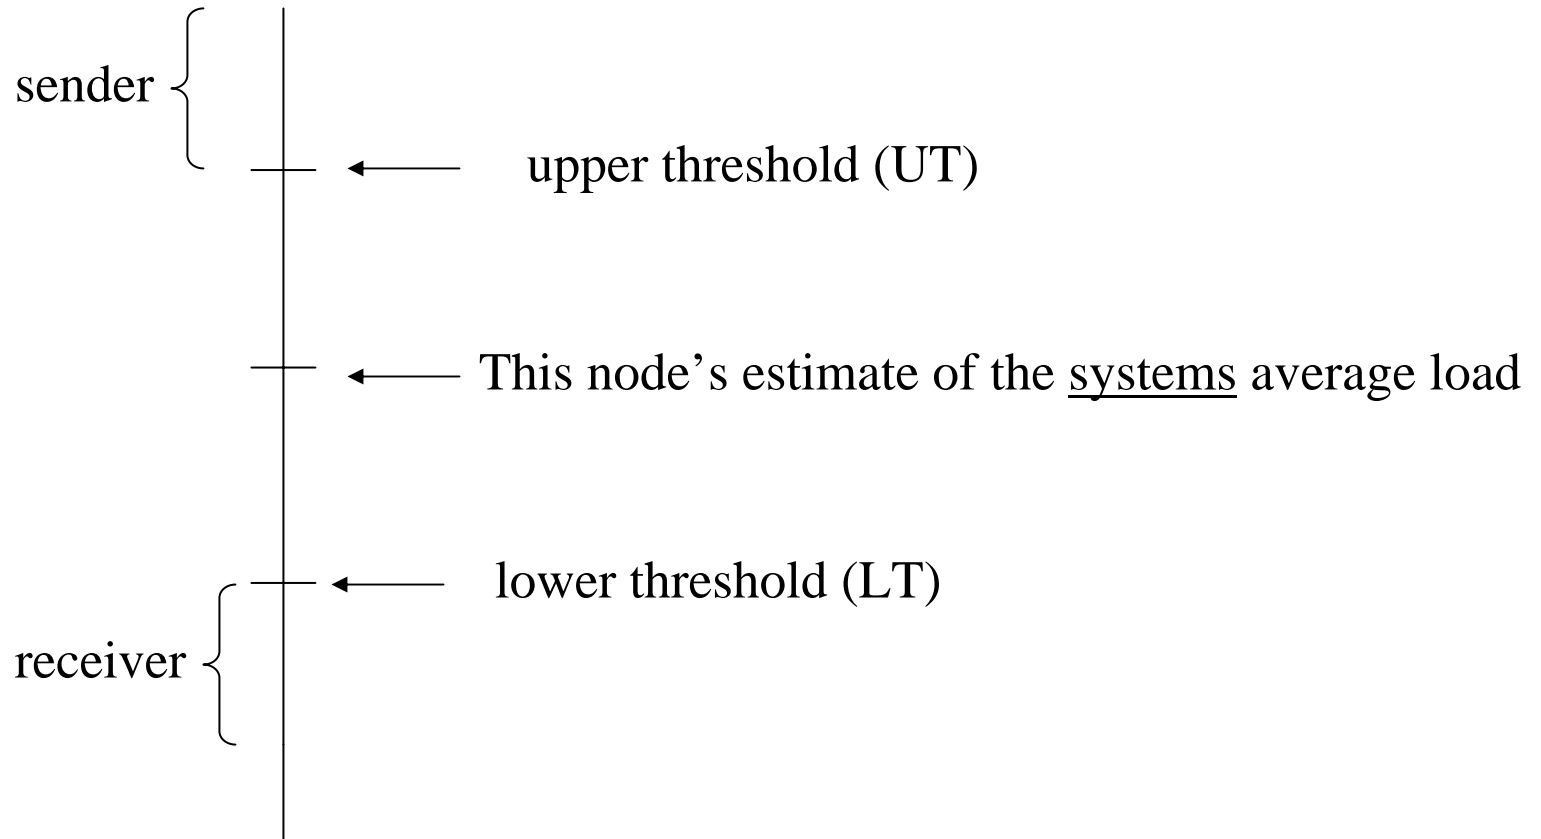 sender
upper threshold (UT)
This node’s estimate of the systems average load
lower threshold (LT)
receiver